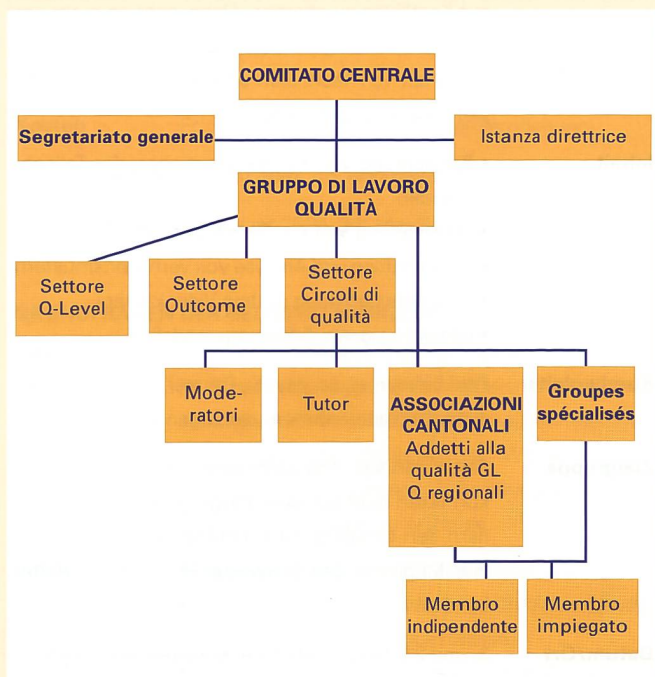 COMITATO CENTRALE
Segretariato generale
Istanza direttrice
GRUPPO DI LAVORO
QUALITÀ
Settore
Q-Level
Settore
Outcome
Settore
Circoli di
qualità
Mode-
ratori
Tutor
ASSOCIAZIONI
CANTONALI
Addetti alla
qualità GL
Q regionali
Groupes
spécialisés
Membro
indipendente
Membro
impiegato